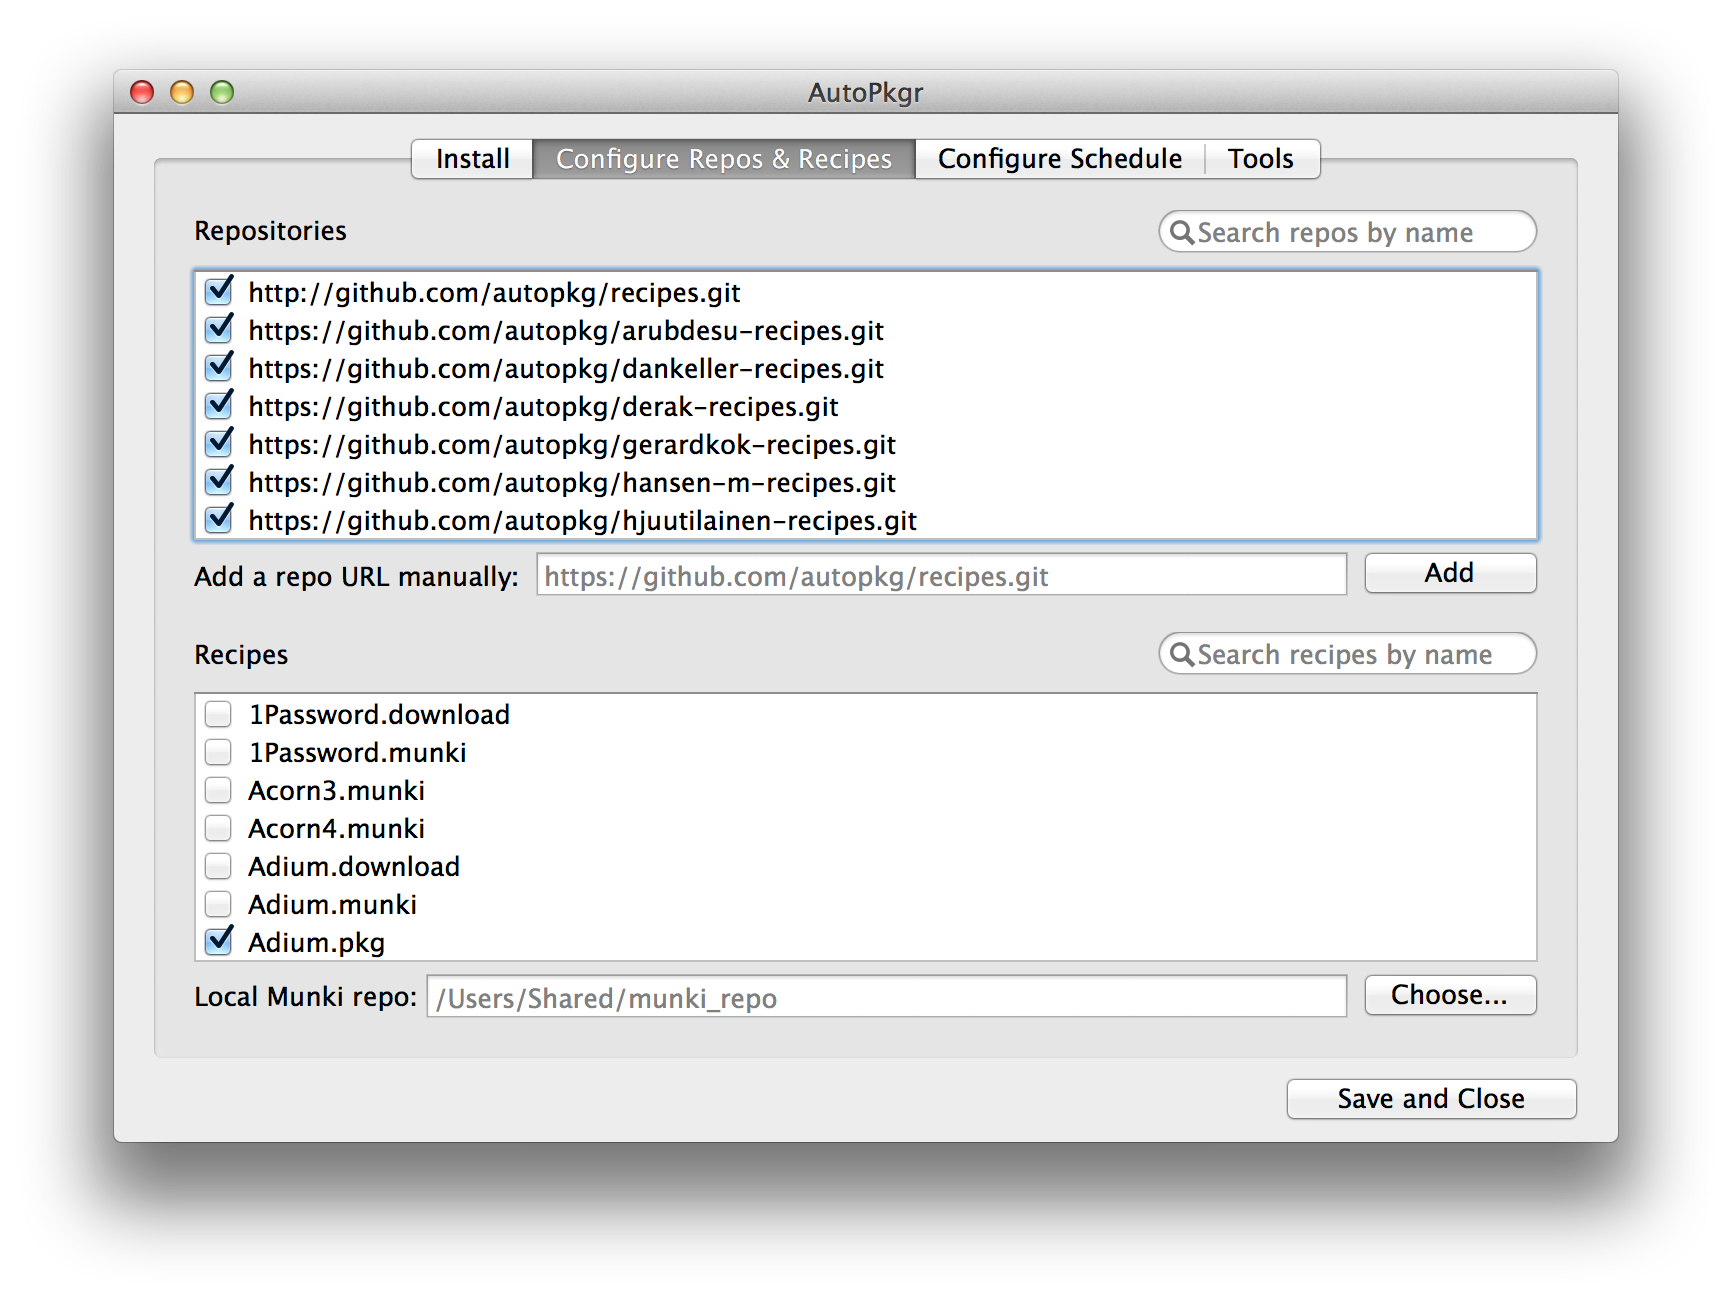 AutoPkgr
Install Configure Repos & Recipes Configure Schedule Tools
Repositories Search repos by name
http://github.com/autopkg/recipes.git
https://github.com/autopkg/arubdesu-recipes.git
https://github.com/autopkg/dankeller-recipes.git
https://github.com/autopkg/derak-recipes.git
https://github.com/autopkg/gerardkok-recipes.git
https://github.com/autopkg/hansen-m-recipes.git
https://github.com/autopkg/hjuutilainen-recipes.git
Add a repo URL manually: https://github.com/autopkg/recipes.git Add
Recipes Search recipes by name
1Password.download
1Password.munki
Acorn3.munki
Acorn4.munki
Adium.download
Adium.munki
Adium.pkg
Local Munki repo: /Users/Shared/munki_repo Choose...
Save and Close